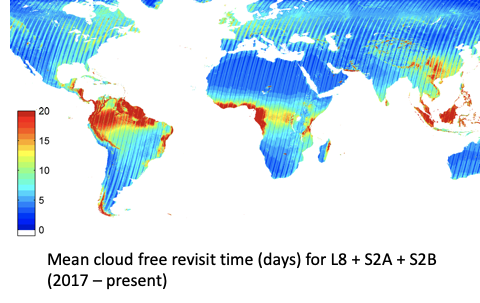 20
15
10
5
0
Mean cloud free revisit time (days) for L8 + S2A + S2B
(2017 – present)